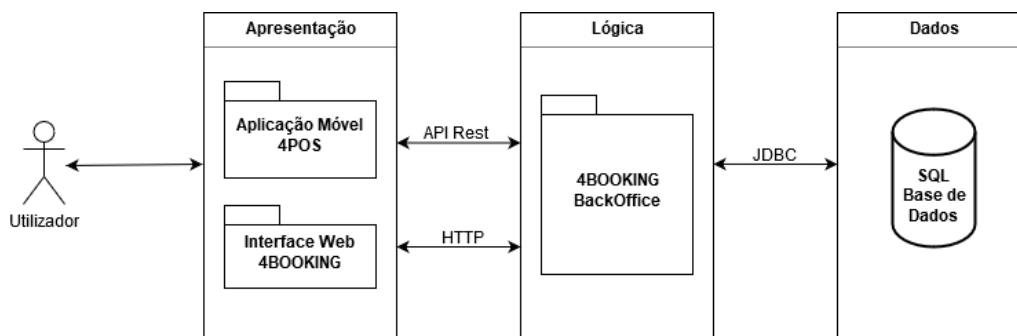 Apresentação
Lógica
Dados
Aplicação Móvel
4POS
API Rest
4BOOKING
BackOffice
JDBC
SQL
Base de
Dados
Utilizador
Interface Web
4BOOKING
HTTP